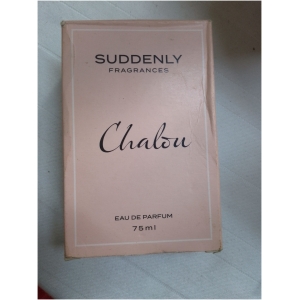 SUDDENLY
FRAGRANCES
Chalou
EAU DE PARFUM
75ml